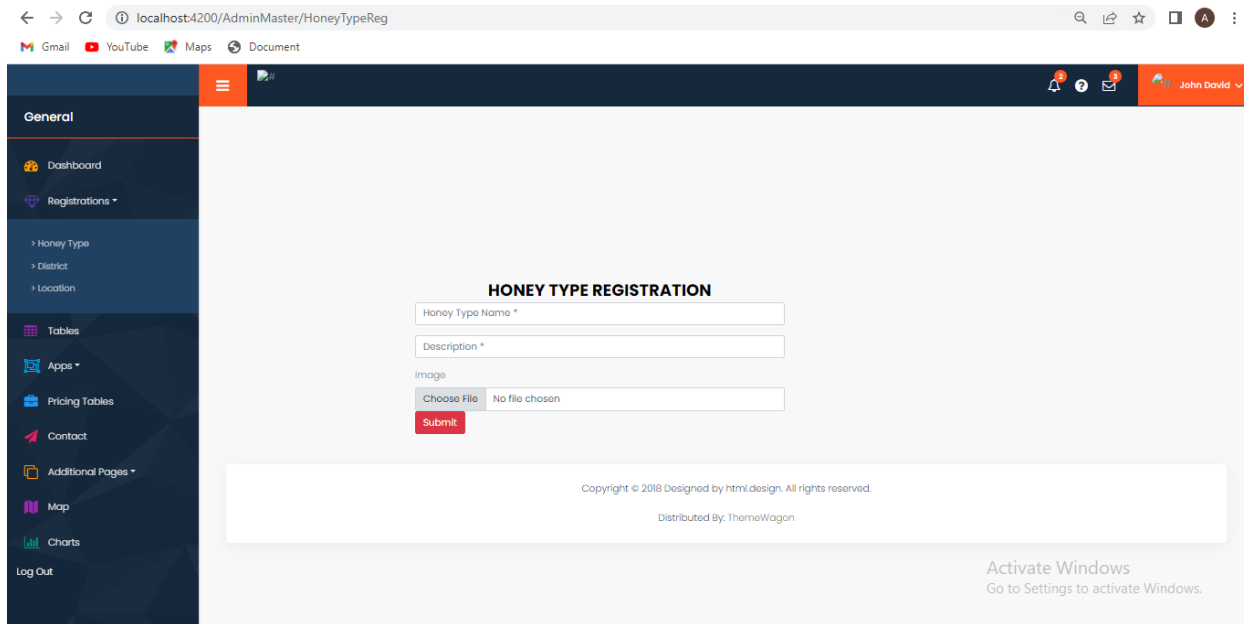 localhost:4200/AdminMaster/HoneyTypeReg
A
Gmail YouTube Maps Document
#
2
3
# John David
General
Dashboard
Registrations
> Honey Type
> District
> Location
Tables
Apps
Pricing Tables
Contact
Additional Pages
Map
Charts
Log Out
HONEY TYPE REGISTRATION
Honey Type Name *
Description *
Image
Choose File No file chosen
Submit
Copyright © 2018 Designed by html.design. All rights reserved.
Distributed By: ThemeWagon
Activate Windows
Go to Settings to activate Windows.